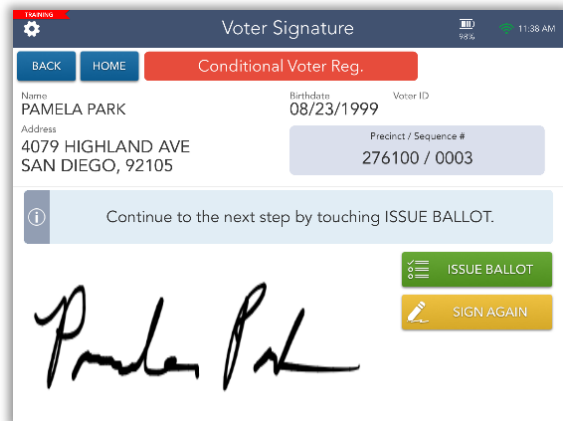 TRAINING
Voter Signature
98%
11:38 AM
BACK
HOME
Conditional Voter Reg.
Name
PAMELA PARK
Birthdate
08/23/1999
Voter ID
Address
4079 HIGHLAND AVE
SAN DIEGO, 92105
Precinct / Sequence #
276100 / 0003
Continue to the next step by touching ISSUE BALLOT.
ISSUE BALLOT
SIGN AGAIN
Pamela Park